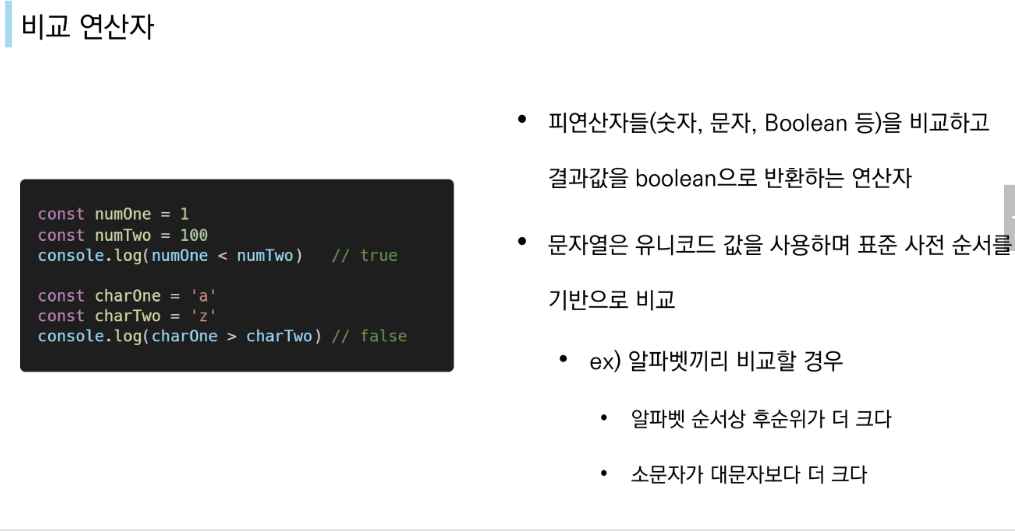 비교 연산자
const numOne = 1
const numTwo = 100
console.log(numOne < numTwo)   // true
const charOne = 'a'
const charTwo = 'z'
console.log(charOne > charTwo) // false
• 피연산자들(숫자, 문자, Boolean 등)을 비교하고
결과값을 boolean으로 반환하는 연산자
• 문자열은 유니코드 값을 사용하며 표준 사전 순서를
기반으로 비교
• ex) 알파벳끼리 비교할 경우
• 알파벳 순서상 후순위가 더 크다
• 소문자가 대문자보다 더 크다